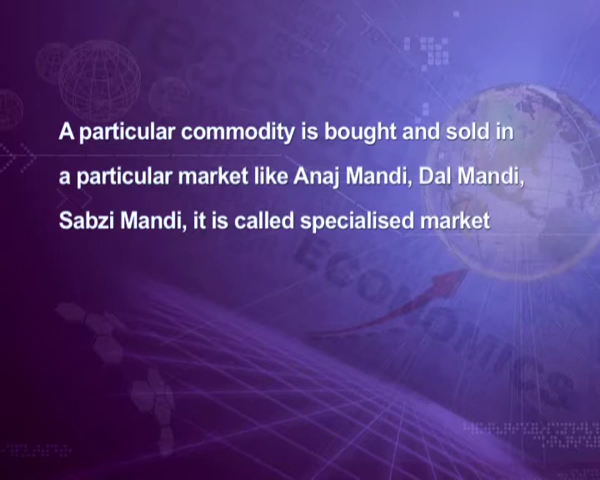 A particular commodity is bought and sold in
a particular market like Anaj Mandi, Dal Mandi,
Sabzi Mandi, it is called specialised market
ECONOMICS